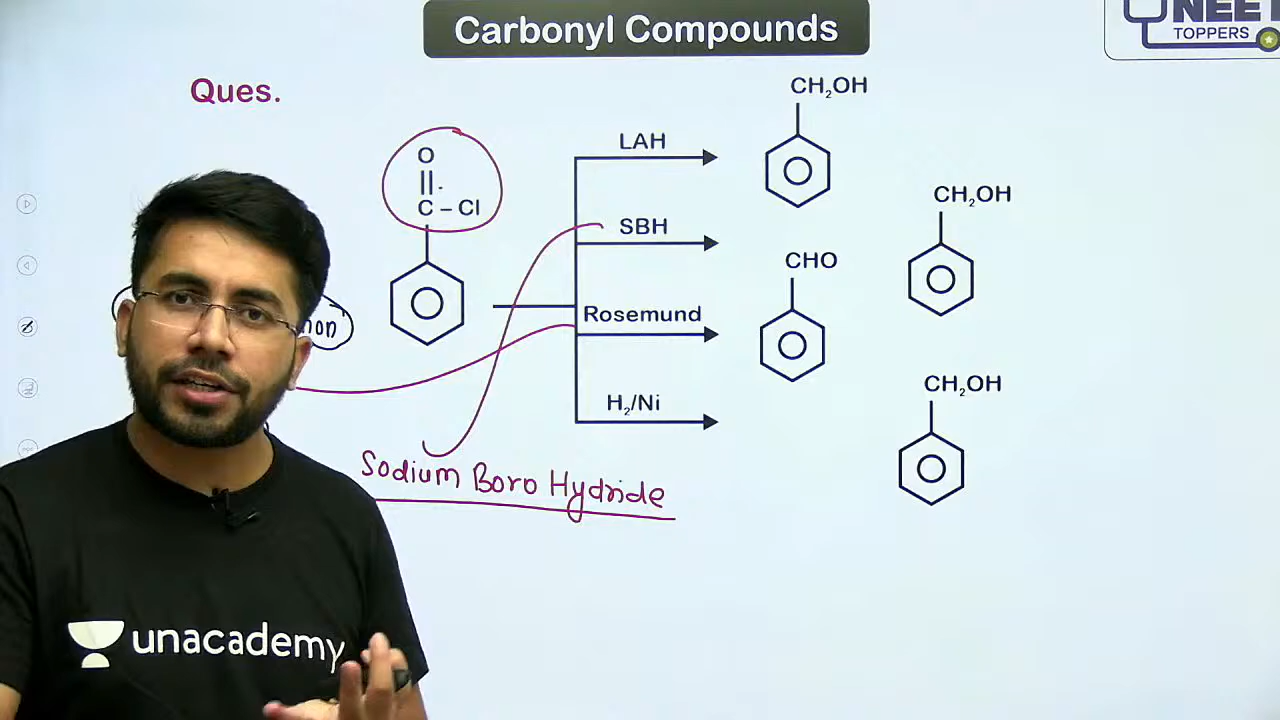 Carbonyl Compounds
NEET
TOPPERS
Ques.
O
C – Cl
LAH
CH₂OH
SBH
CH₂OH
Rosemund
CHO
H₂/Ni
CH₂OH
Sodium Boro Hydride
unacademy